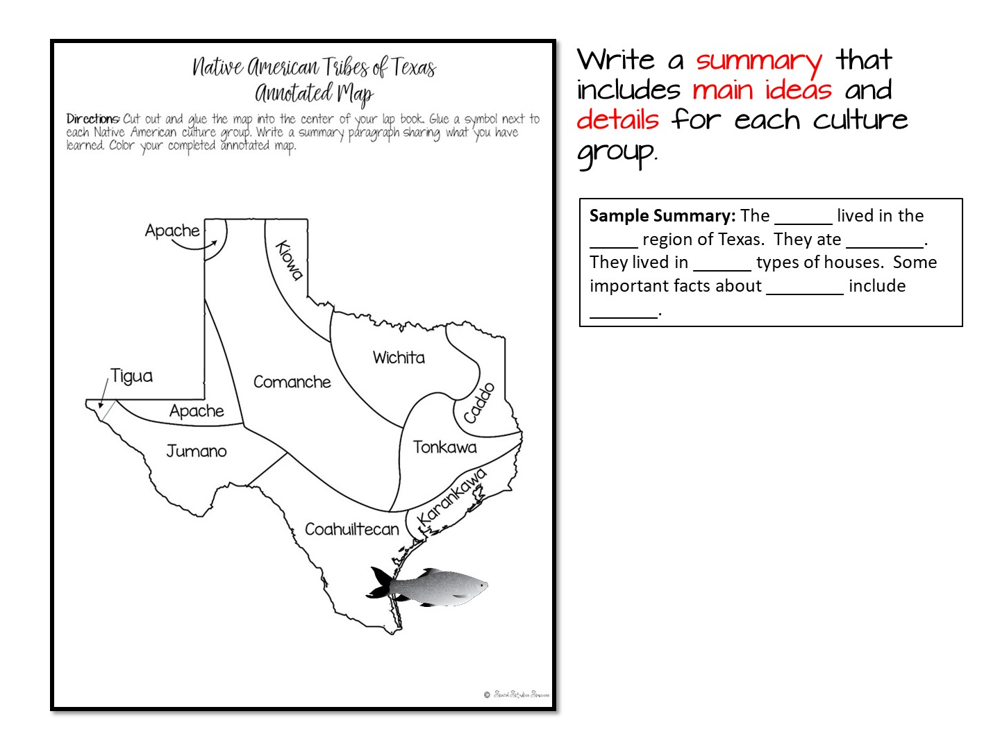 Native American Tribes of Texas
Annotated Map
Directions: Cut out and glue the map into the center of your lap book. Glue a symbol next to
each Native American culture group. Write a summary paragraph sharing what you have
learned. Color your completed annotated map.
Apache
Kiowa
Wichita
Tigua
Comanche
Caddo
Apache
Tonkawa
Jumano
Karankawa
Coahuiltecan
©
Write a summary that
includes main ideas and
details for each culture
group.
Sample Summary: The ______ lived in the
_____ region of Texas. They ate ________.
They lived in ______ types of houses. Some
important facts about ________ include
_______.